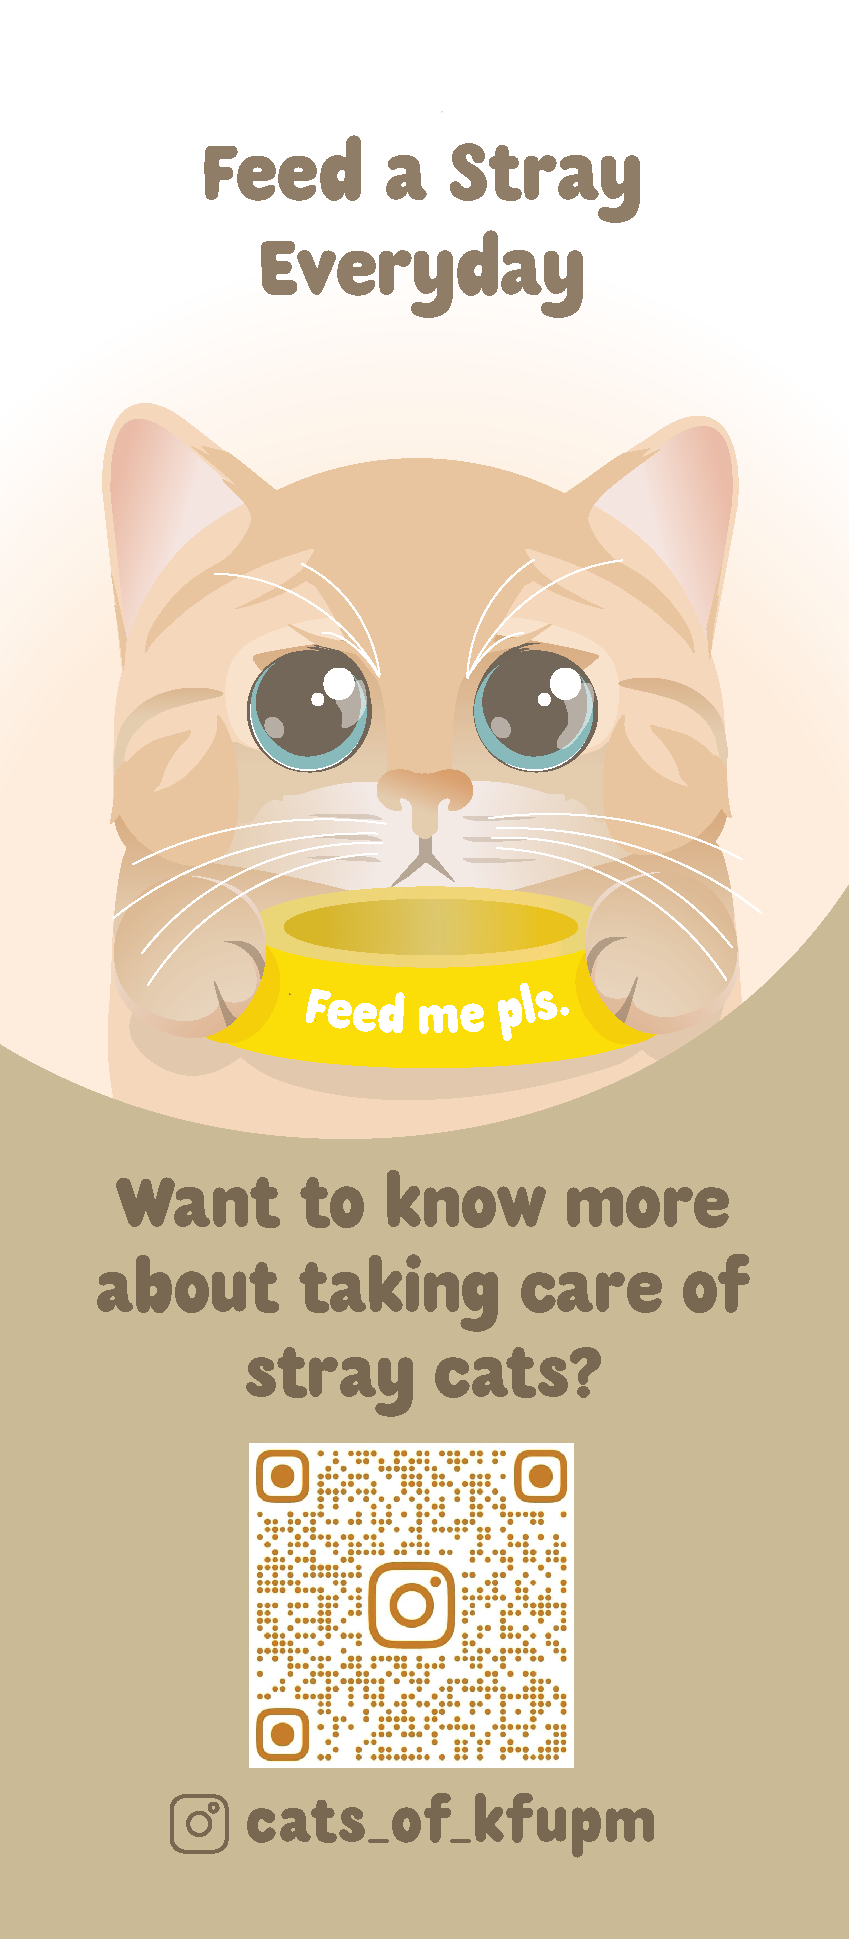 Feed a Stray
Everyday
Feed me pls.
Want to know more
about taking care of
stray cats?
cats_of_kfupm